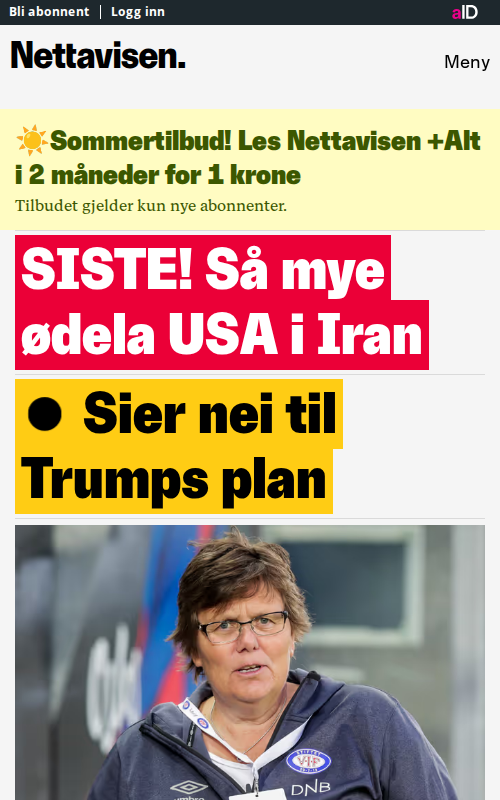 Bli abonnent | Logg inn
aID
Nettavisen.
Meny
☀️Sommertilbud! Les Nettavisen +Alt
i 2 måneder for 1 krone
Tilbudet gjelder kun nye abonnenter.
SISTE! Så mye
ødela USA i Iran
● Sier nei til
Trumps plan
VIF
umbro
DNB